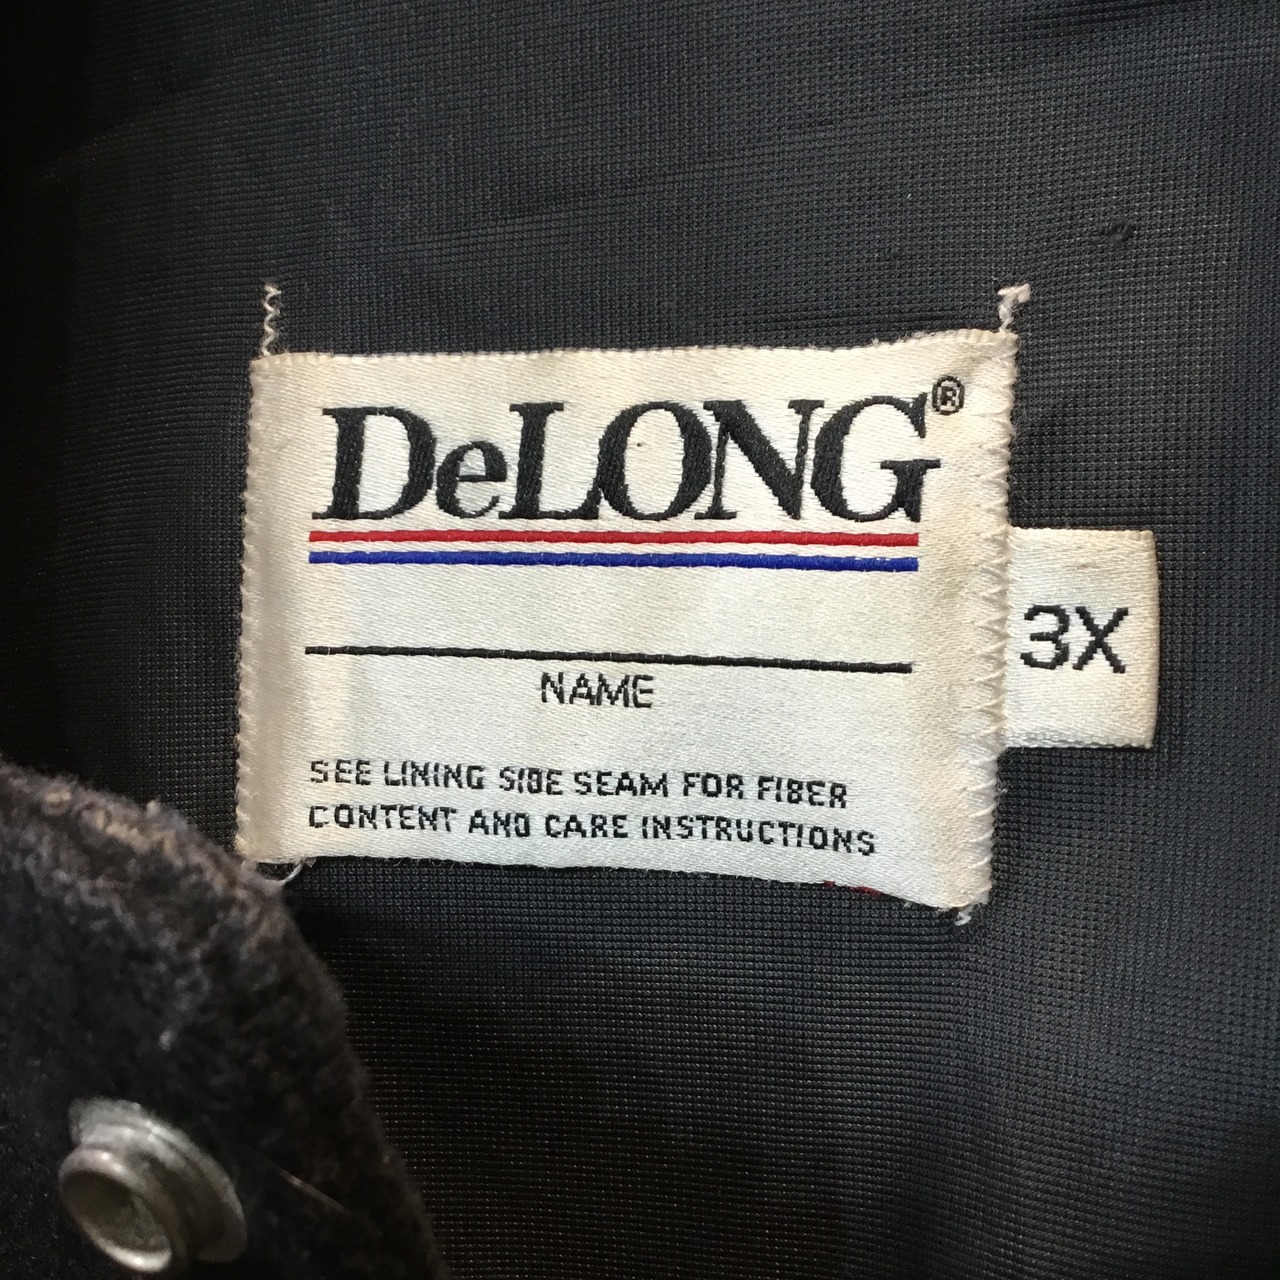 DeLONG®
3X
NAME
SEE LINING SIDE SEAM FOR FIBER
CONTENT AND CARE INSTRUCTIONS